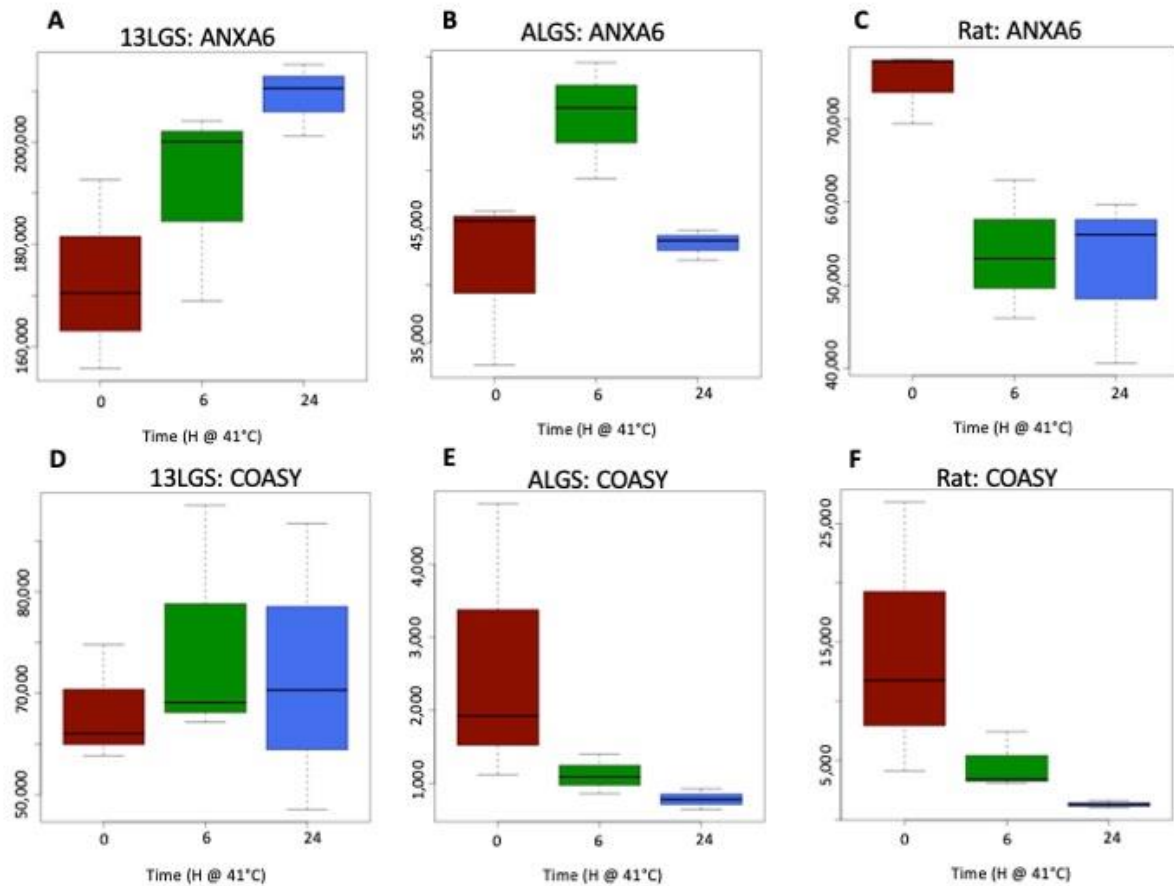 A
13LGS: ANXA6
200,000
180,000
160,000
0 6 24
Time (H @ 41°C)
B
ALGS: ANXA6
55,000
45,000
35,000
0 6 24
Time (H @ 41°C)
C
Rat: ANXA6
70,000
60,000
50,000
40,000
0 6 24
Time (H @ 41°C)
D
13LGS: COASY
80,000
70,000
50,000
0 6 24
Time (H @ 41°C)
E
ALGS: COASY
4,000
3,000
2,000
1,000
0 6 24
Time (H @ 41°C)
F
Rat: COASY
25,000
15,000
5,000
0 6 24
Time (H @ 41°C)